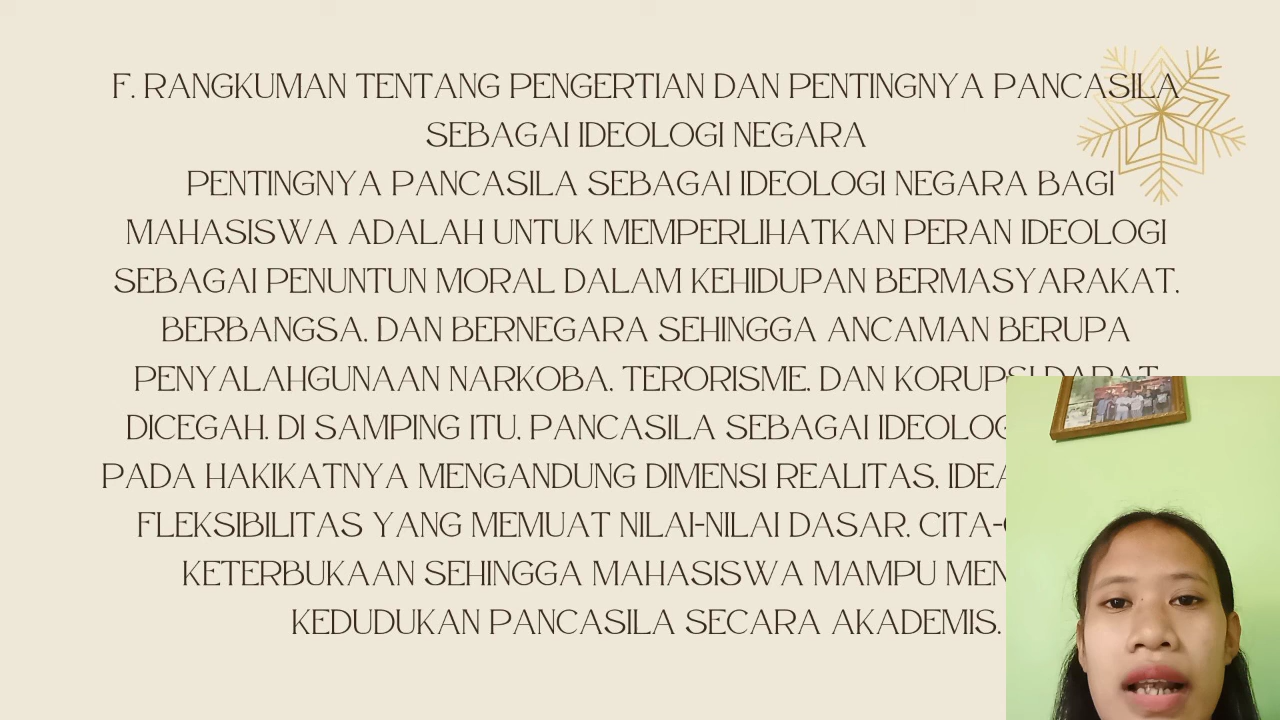 F. RANGKUMAN TENTANG PENGERTIAN DAN PENTINGNYA PANCASILA
SEBAGAI IDEOLOGI NEGARA
PENTINGNYA PANCASILA SEBAGAI IDEOLOGI NEGARA BAGI
MAHASISWA ADALAH UNTUK MEMPERLIHATKAN PERAN IDEOLOGI
SEBAGAI PENUNTUN MORAL DALAM KEHIDUPAN BERMASYARAKAT,
BERBANGSA, DAN BERNEGARA SEHINGGA ANCAMAN BERUPA
PENYALAHGUNAAN NARKOBA, TERORISME, DAN KORUPSI DAPAT
DICEGAH. DI SAMPING ITU, PANCASILA SEBAGAI
PADA HAKIKATNYA MENGANDUNG DIMENSI REALITAS,
FLEKSIBILITAS YANG MEMUAT NILAI-NILAI DASAR,
KETERBUKAAN SEHINGGA MAHASISWA MAMPU
KEDUDUKAN PANCASILA SECARA AKADEMIS.